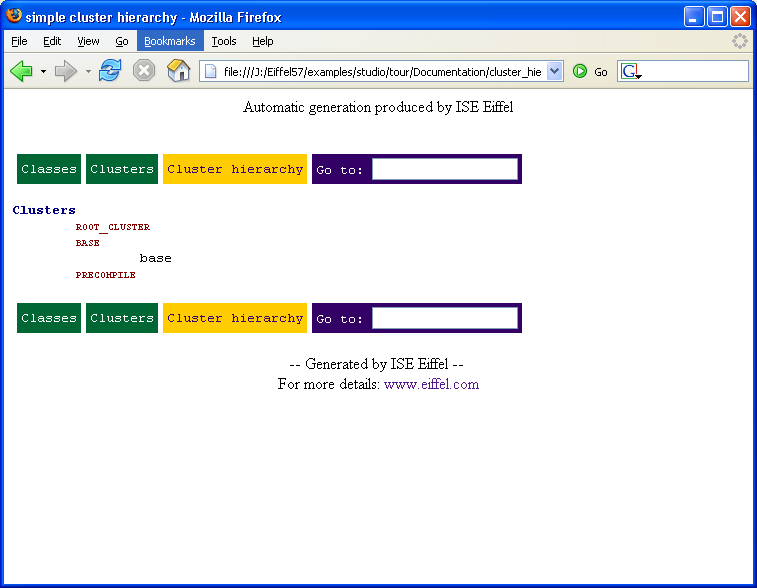 simple cluster hierarchy - Mozilla Firefox
File Edit View Go Bookmarks Tools Help
file:///J:/Eiffel57/examples/studio/tour/Documentation/cluster_hie Go G
Automatic generation produced by ISE Eiffel
Classes Clusters Cluster hierarchy Go to:
Clusters
ROOT_CLUSTER
BASE
base
PRECOMPILE
Classes Clusters Cluster hierarchy Go to:
-- Generated by ISE Eiffel --
For more details: www.eiffel.com